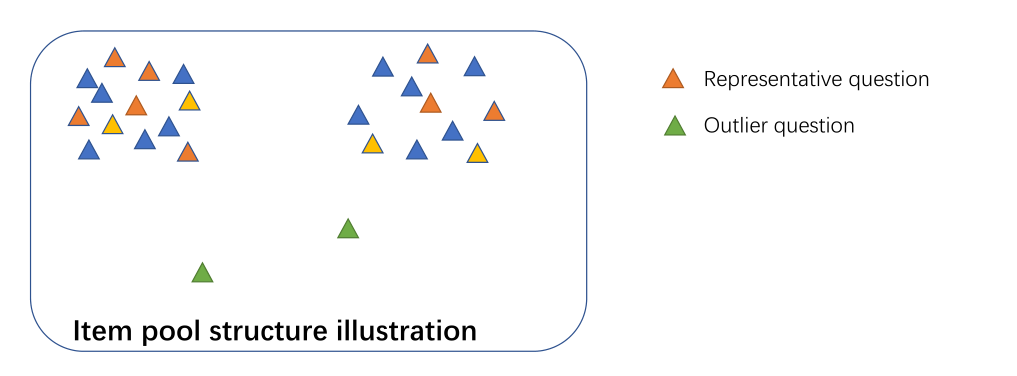 Representative question
Outlier question
Item pool structure illustration